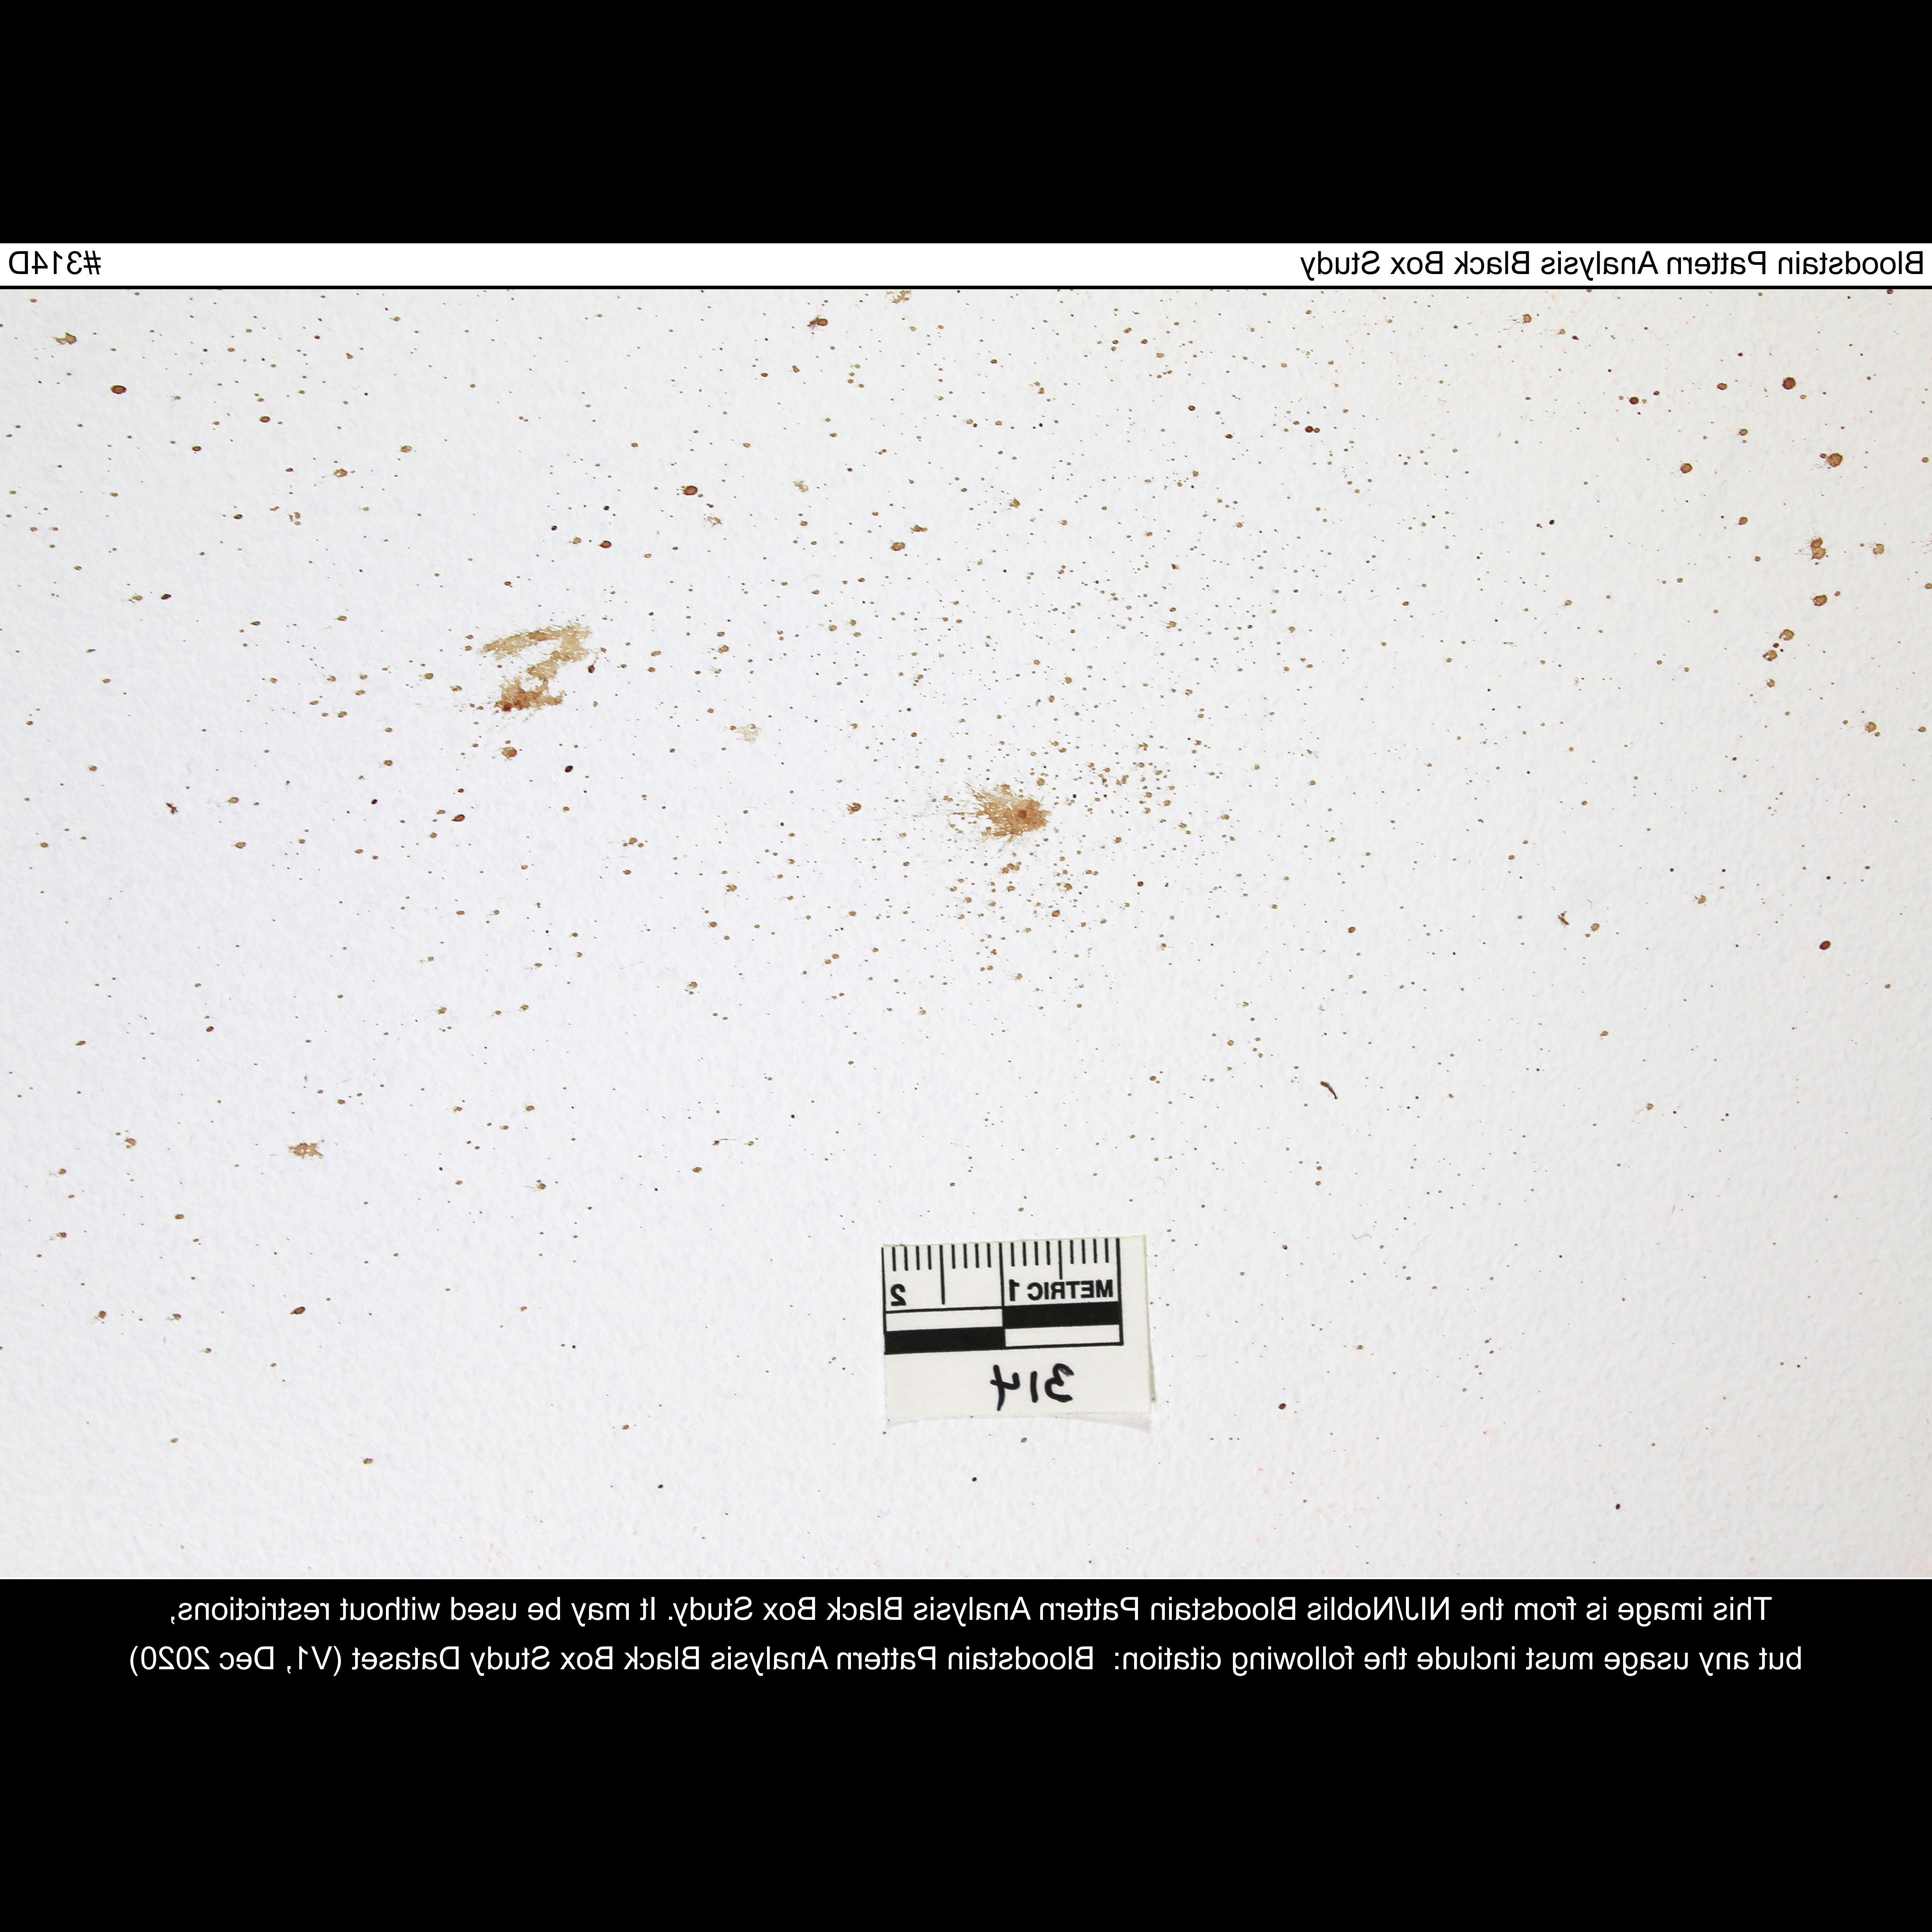 Bloodstain Pattern Analysis Black Box Study #314D
METRIC 1 2
314
This image is from the NIJ/Noblis Bloodstain Pattern Analysis Black Box Study. It may be used without restrictions,
but any usage must include the following citation: Bloodstain Pattern Analysis Black Box Study Dataset (V1, Dec 2020)